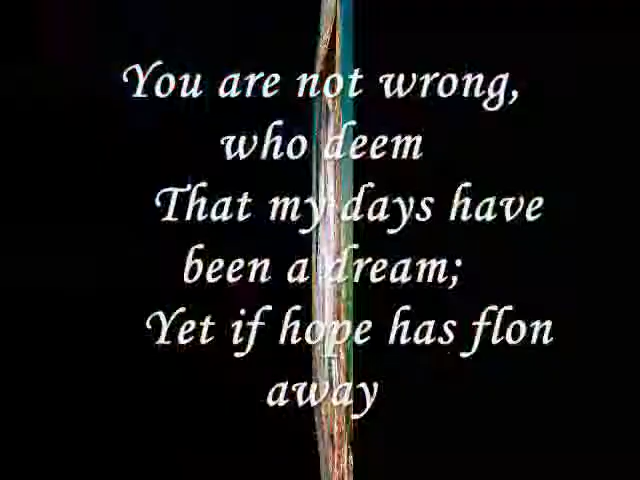 You are not wrong,
who deem
That my days have
been a dream;
Yet if hope has flon
away